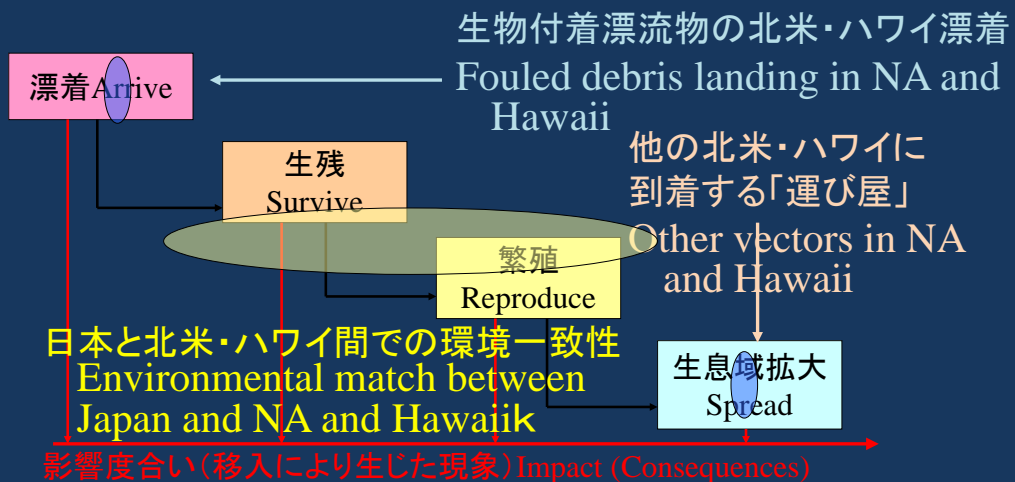 生物付着漂流物の北米・ハワイ漂着
Fouled debris landing in NA and
Hawaii
漂着Arrive
生残
Survive
他の北米・ハワイに
到着する「運び屋」
Other vectors in NA
and Hawaii
繁殖
Reproduce
日本と北米・ハワイ間での環境一致性
Environmental match between
Japan and NA and Hawaiiк
生息域拡大
Spread
影響度合い（移入により生じた現象）Impact (Consequences)